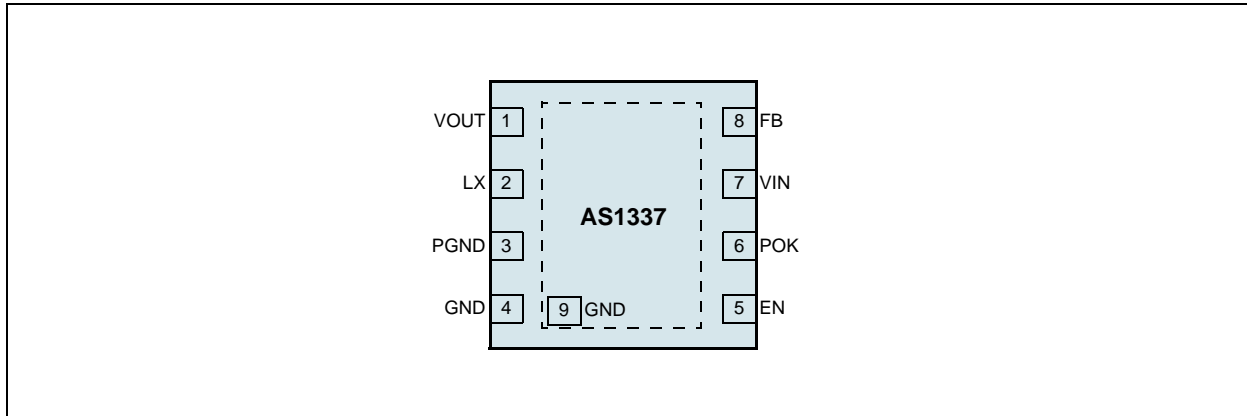 VOUT 1 8 FB
LX 2 7 VIN
AS1337
PGND 3 6 POK
GND 4 9 GND 5 EN